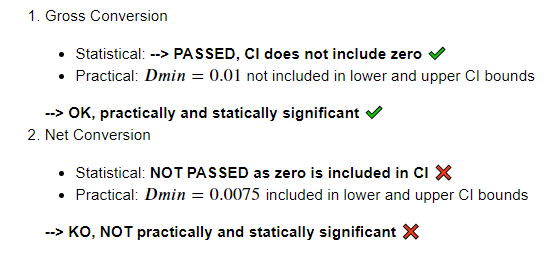 1. Gross Conversion
• Statistical: --> PASSED, CI does not include zero ✔
• Practical: Dmin = 0.01 not included in lower and upper CI bounds
--> OK, practically and statically significant ✔
2. Net Conversion
• Statistical: NOT PASSED as zero is included in CI ❌
• Practical: Dmin = 0.0075 included in lower and upper CI bounds
--> KO, NOT practically and statically significant ❌